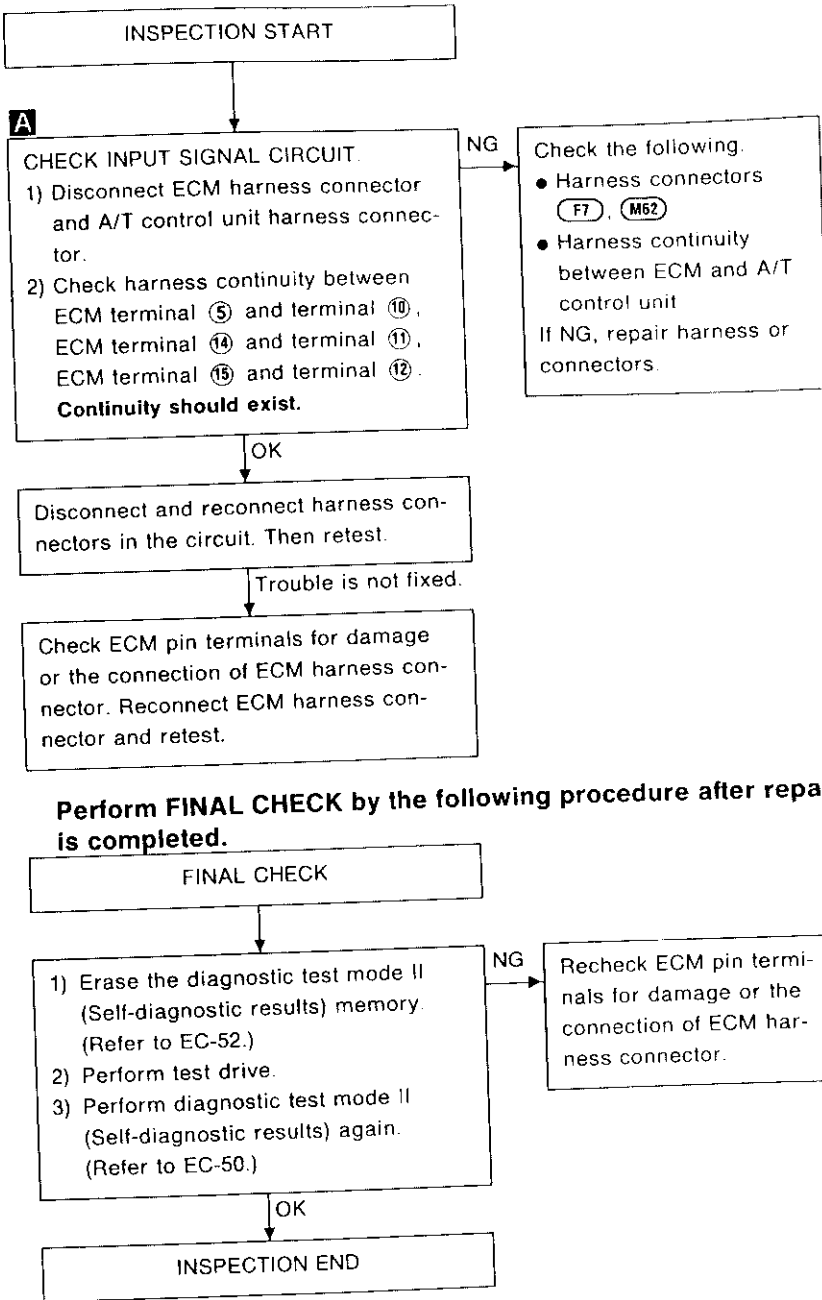 INSPECTION START
A
CHECK INPUT SIGNAL CIRCUIT.
1) Disconnect ECM harness connector
and A/T control unit harness connec-
tor.
2) Check harness continuity between
ECM terminal ⑤ and terminal ⑩,
ECM terminal ⑭ and terminal ⑪,
ECM terminal ⑮ and terminal ⑫.
Continuity should exist.
NG
Check the following.
● Harness connectors
F7, M62
● Harness continuity
between ECM and A/T
control unit
If NG, repair harness or
connectors.
OK
Disconnect and reconnect harness con-
nectors in the circuit. Then retest.
Trouble is not fixed.
Check ECM pin terminals for damage
or the connection of ECM harness con-
nector. Reconnect ECM harness con-
nector and retest.
Perform FINAL CHECK by the following procedure after repa
is completed.
FINAL CHECK
1) Erase the diagnostic test mode II
(Self-diagnostic results) memory.
(Refer to EC-52.)
2) Perform test drive.
3) Perform diagnostic test mode II
(Self-diagnostic results) again.
(Refer to EC-50.)
NG
Recheck ECM pin termi-
nals for damage or the
connection of ECM har-
ness connector.
OK
INSPECTION END